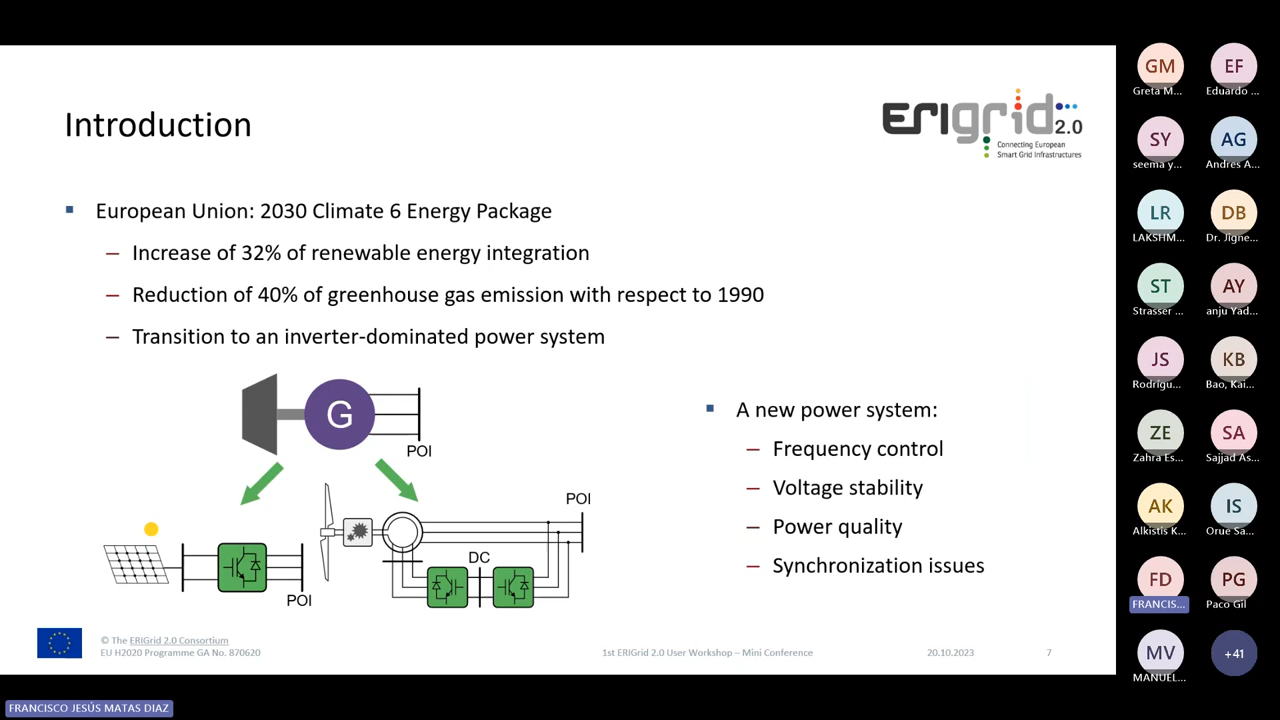 Introduction
ERIgrid 2.0
Connecting European
Smart Grid Infrastructures
European Union: 2030 Climate 6 Energy Package
– Increase of 32% of renewable energy integration
– Reduction of 40% of greenhouse gas emission with respect to 1990
– Transition to an inverter-dominated power system
G
POI
POI
DC
POI
A new power system:
– Frequency control
– Voltage stability
– Power quality
– Synchronization issues
© The ERIGrid 2.0 Consortium
EU H2020 Programme GA No. 870620
1st ERIGrid 2.0 User Workshop – Mini Conference
20.10.2023
7
GM
Greta M...
EF
Eduardo ...
SY
seema y...
AG
Andres A...
LR
LAKSHM...
DB
Dr. Jigne...
ST
Strasser ...
AY
anju Yad...
JS
Rodrigu...
KB
Bao, Kai...
ZE
Zahra Es...
SA
Sajjad As...
AK
Alkistis K...
IS
Orue Sa...
FD
FRANCIS...
PG
Paco Gil
MV
MANUEL...
+41
FRANCISCO JESÚS MATAS DIAZ